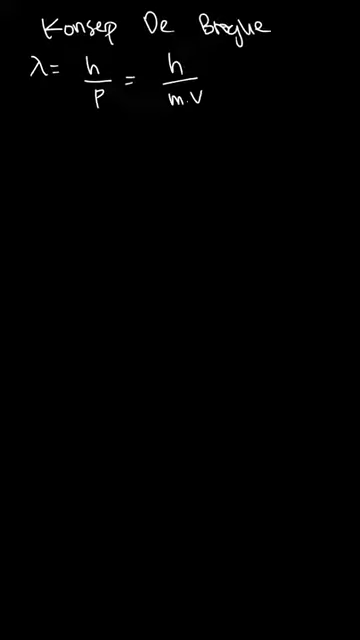 Konsep De Broglie
λ = h/p = h/m.v